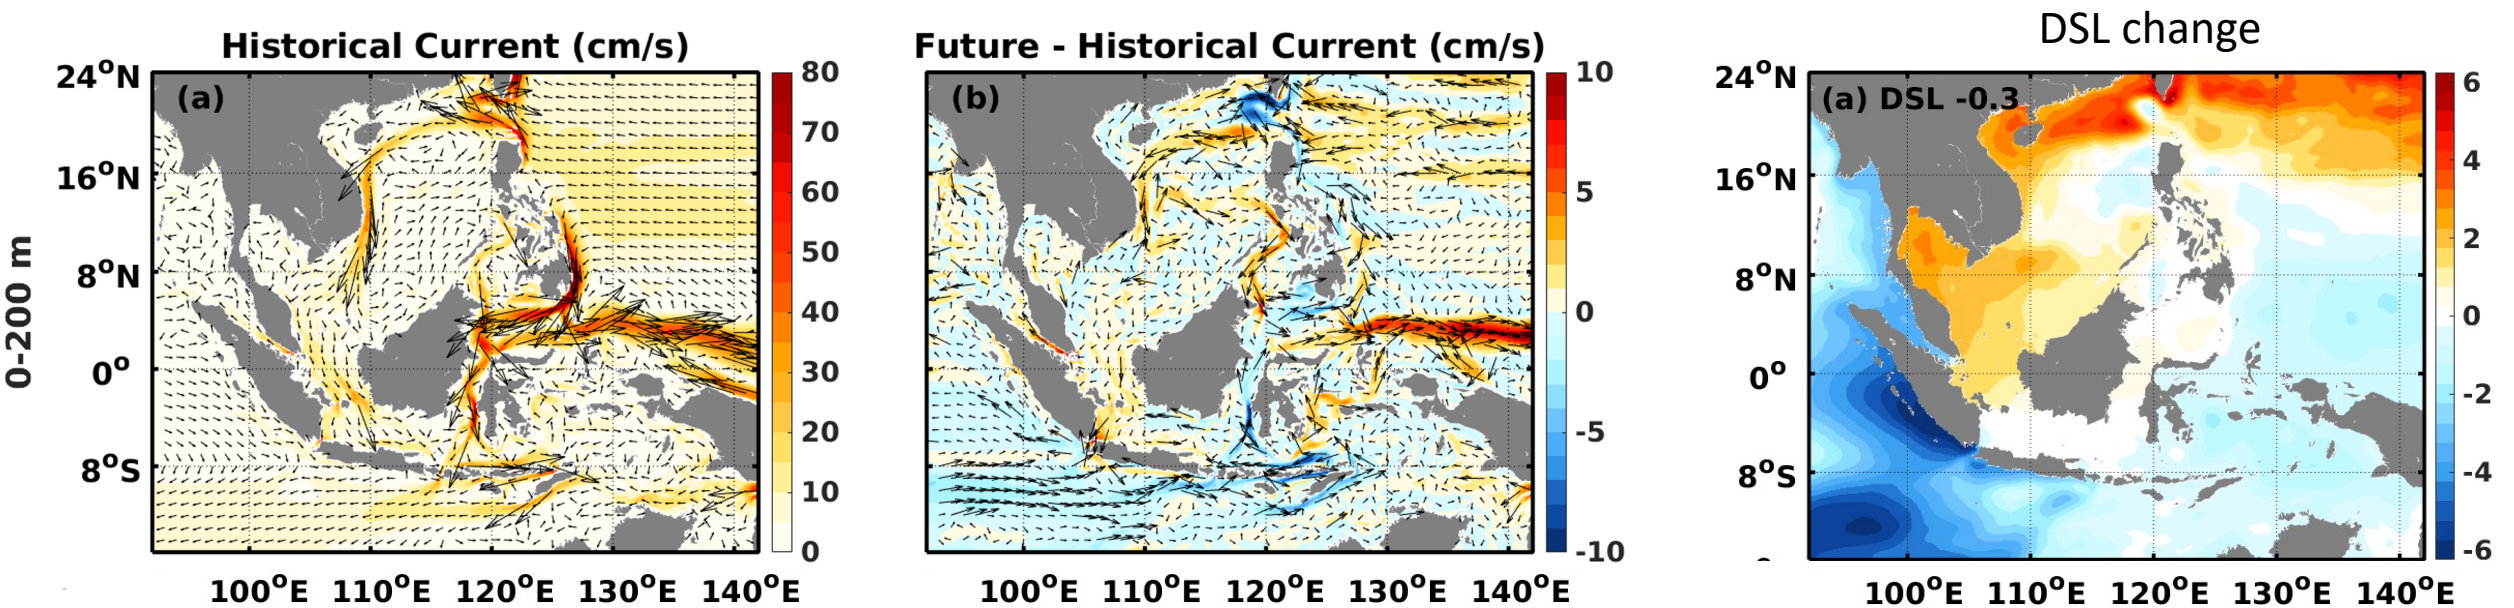 DSL change
Historical Current (cm/s)
Future - Historical Current (cm/s)
0-200 m
(a)
24°N
16°N
8°N
0°
8°S
100°E 110°E 120°E 130°E 140°E
80
70
60
50
40
30
20
10
0
(b)
100°E 110°E 120°E 130°E 140°E
10
5
0
-5
-10
(a) DSL -0.3
24°N
16°N
8°N
0°
8°S
100°E 110°E 120°E 130°E 140°E
6
4
2
0
-2
-4
-6